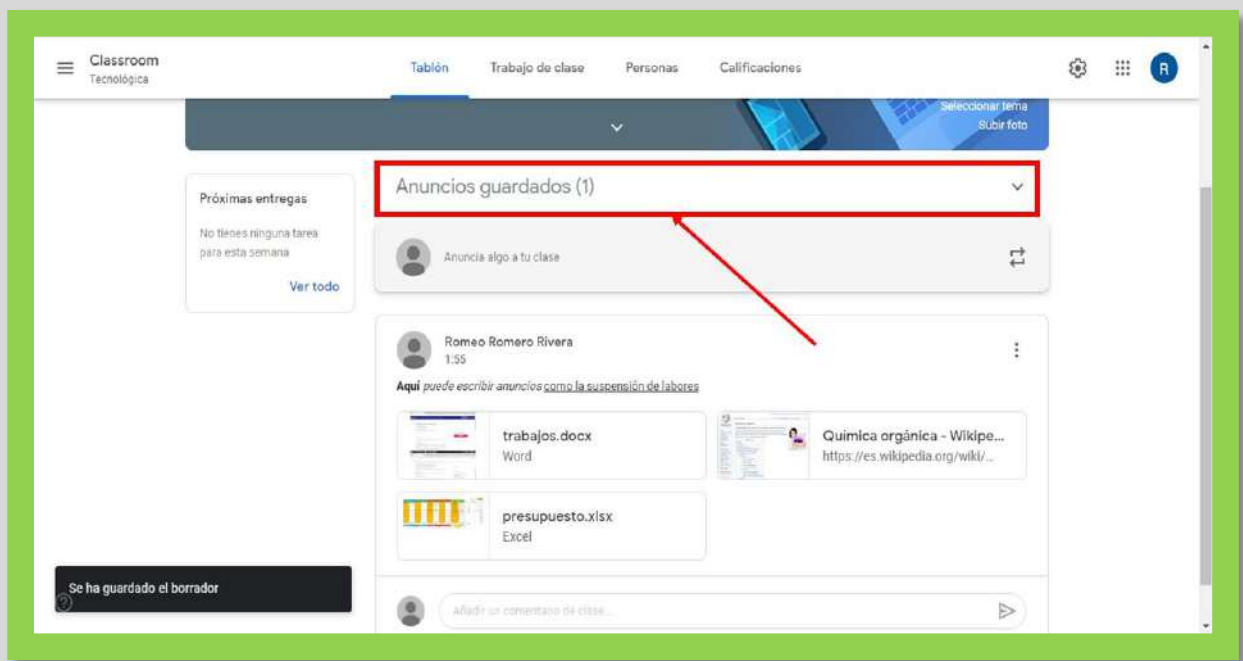 Classroom
Tecnológica
Tablón
Trabajo de clase
Personas
Calificaciones
R
Seleccionar tema
Subir foto
Anuncios guardados (1)
Próximas entregas
No tienes ninguna tarea
para esta semana
Ver todo
Anuncia algo a tu clase
Romeo Romero Rivera
1:55
Aquí puede escribir anuncios como la suspensión de labores
trabajos.docx
Word
Química orgánica - Wikipe...
https://es.wikipedia.org/wiki/...
presupuesto.xlsx
Excel
Se ha guardado el borrador
Añadir un comentario de clase...